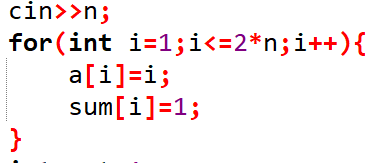 cin>>n;
for(int i=1;i<=2*n;i++){
a[i]=i;
sum[i]=1;
}